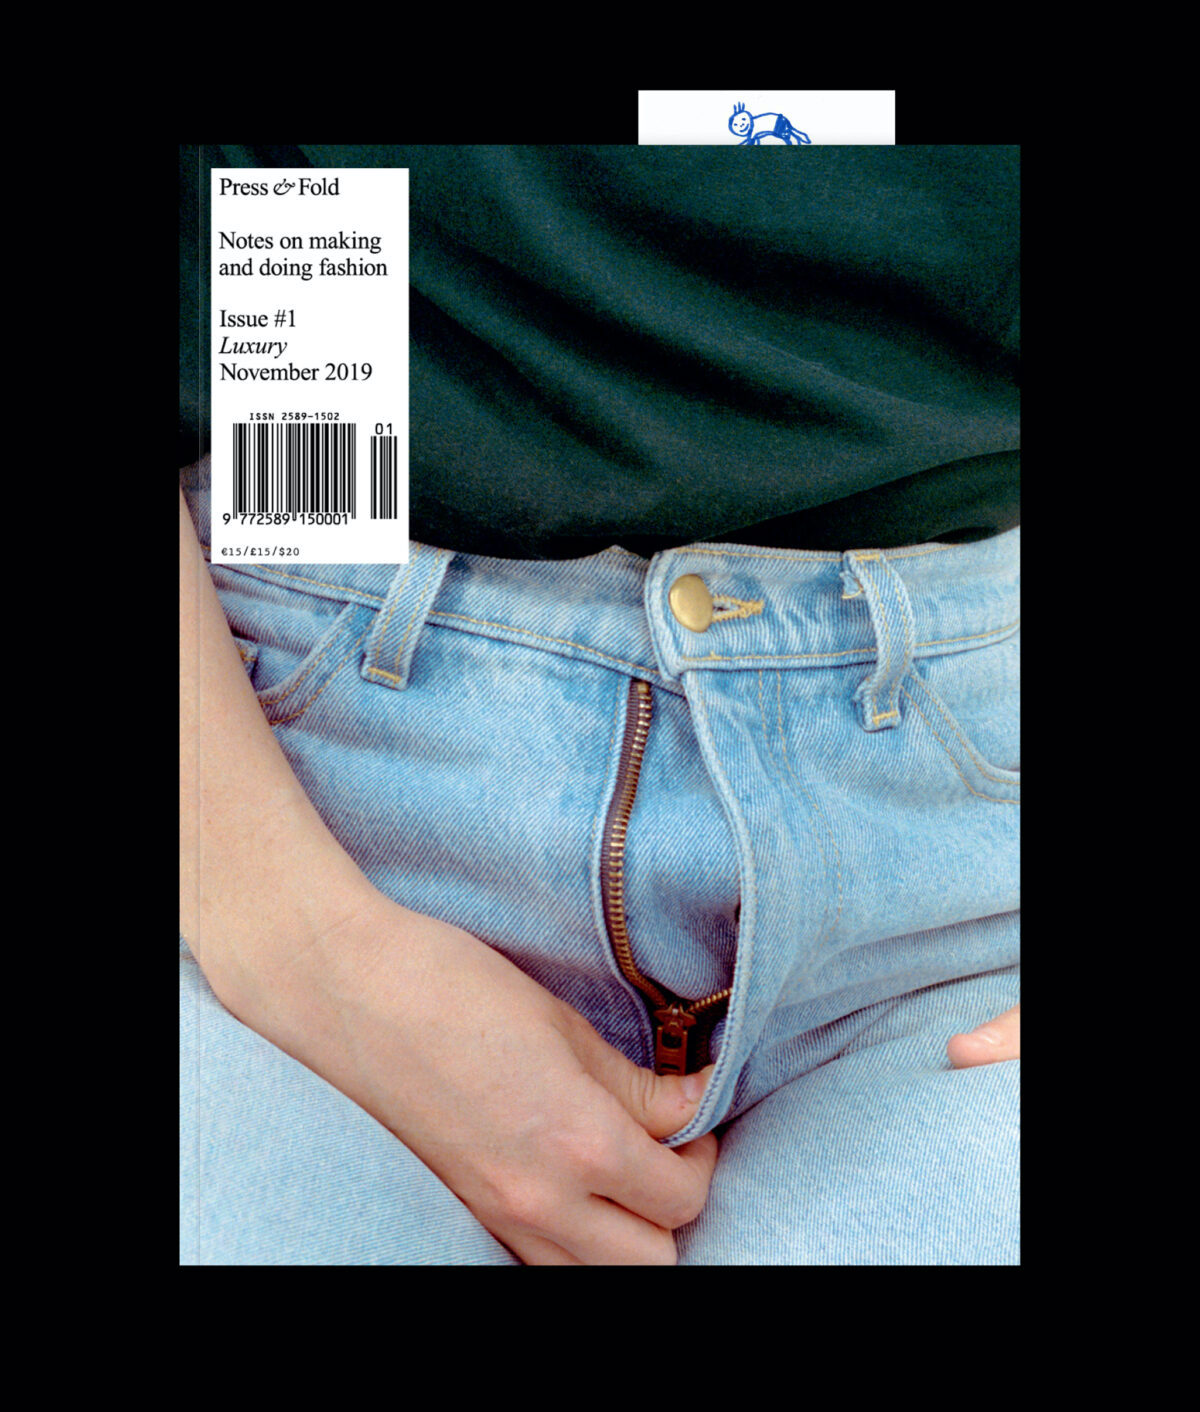 Press & Fold
Notes on making
and doing fashion
Issue #1
Luxury
November 2019
ISSN 2589-1502
01
9 772589 150001
€15/£15/$20